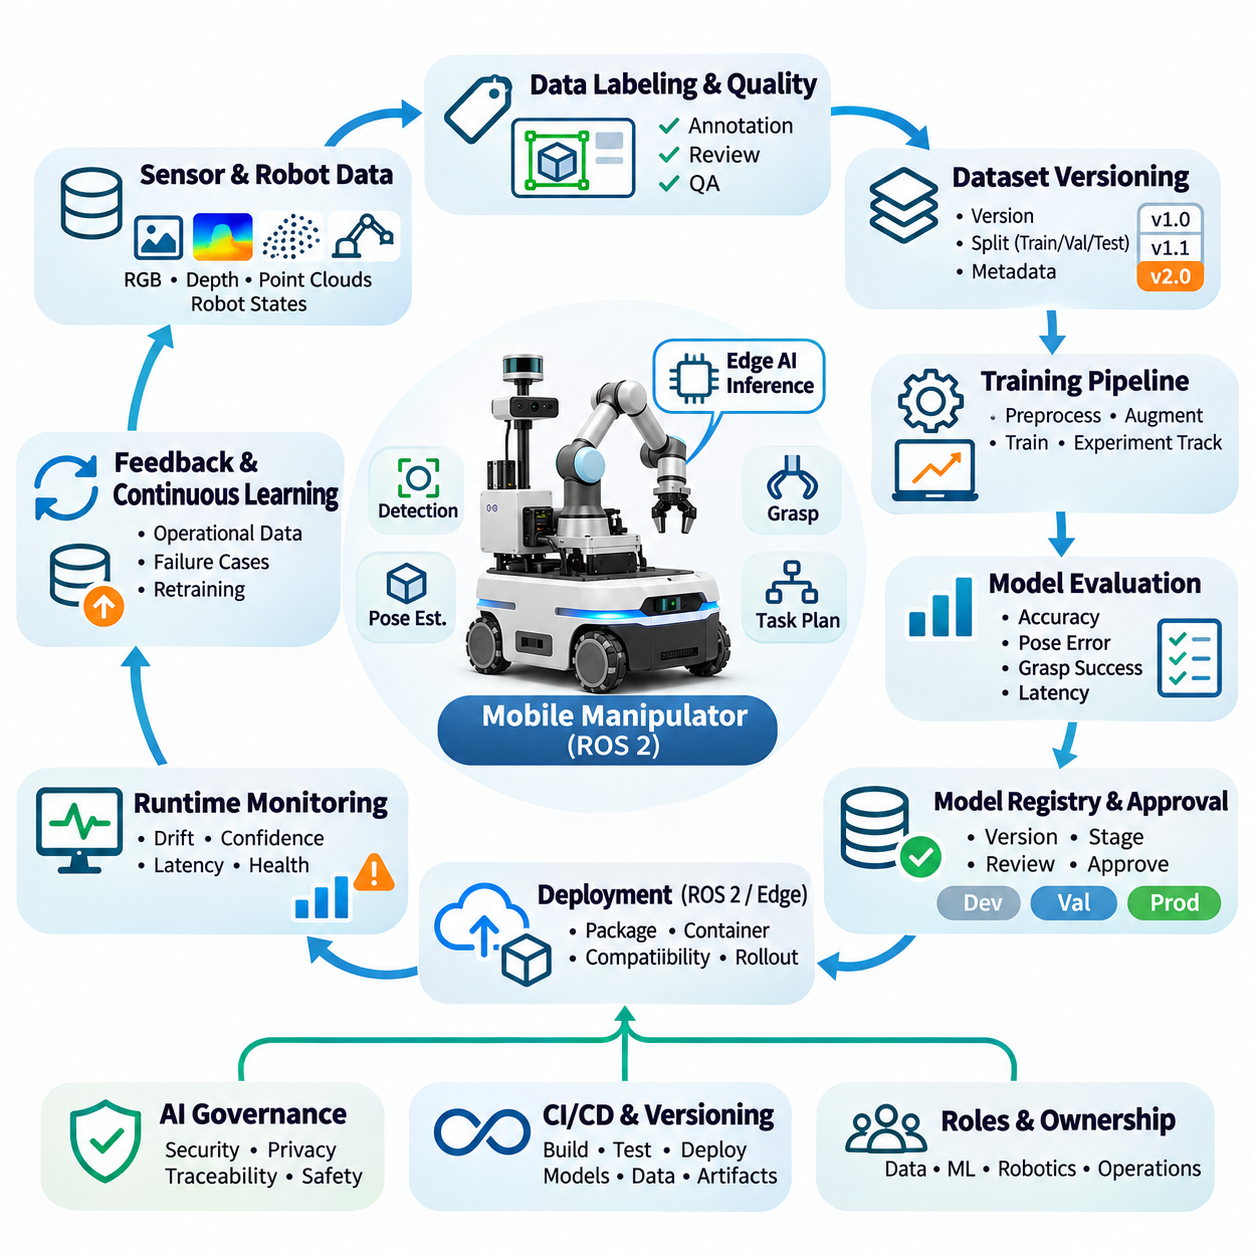 Data Labeling & Quality
✓ Annotation
✓ Review
✓ QA
Sensor & Robot Data
RGB • Depth • Point Clouds
Robot States
Dataset Versioning
• Version
• Split (Train/Val/Test)
• Metadata
v1.0
v1.1
v2.0
Training Pipeline
• Preprocess • Augment
• Train • Experiment Track
Model Evaluation
• Accuracy
• Pose Error
• Grasp Success
• Latency
Model Registry & Approval
• Version • Stage
• Review • Approve
Dev Val Prod
Deployment (ROS 2 / Edge)
• Package • Container
• Compatiibility • Rollout
Runtime Monitoring
• Drift • Confidence
• Latency • Health
Feedback &
Continuous Learning
• Operational Data
• Failure Cases
• Retraining
Edge AI
Inference
Detection
Pose Est.
Grasp
Task Plan
Mobile Manipulator
(ROS 2)
AI Governance
Security • Privacy
Traceability • Safety
CI/CD & Versioning
Build • Test • Deploy
Models • Data • Artifacts
Roles & Ownership
Data • ML • Robotics • Operations